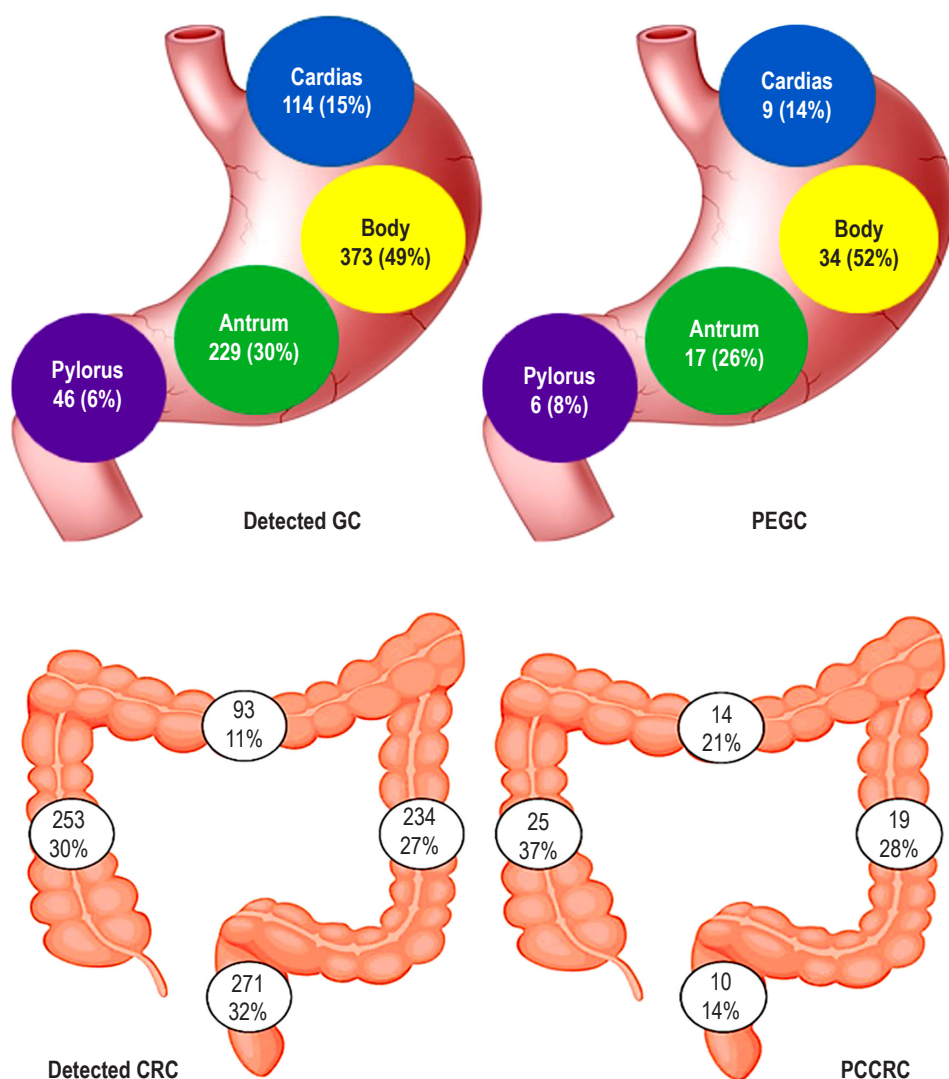 Cardias
114 (15%)
Body
373 (49%)
Antrum
229 (30%)
Pylorus
46 (6%)
Detected GC
Cardias
9 (14%)
Body
34 (52%)
Antrum
17 (26%)
Pylorus
6 (8%)
PEGC
93
11%
253
30%
234
27%
271
32%
Detected CRC
14
21%
25
37%
19
28%
10
14%
PCCRC